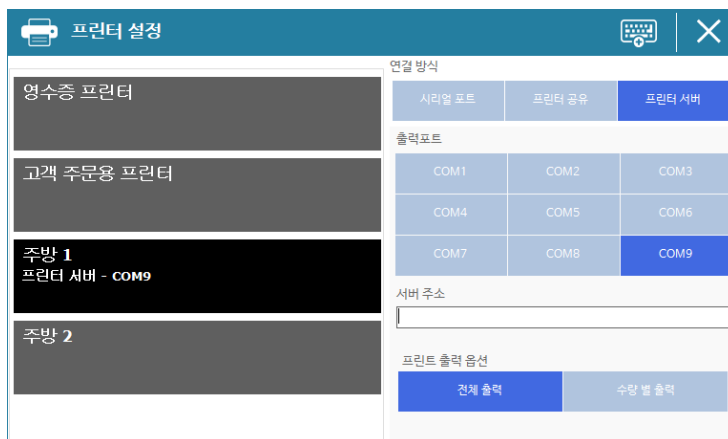 프린터 설정
영수증 프린터
고객 주문용 프린터
주방 1
프린터 서버 - COM9
주방 2
연결 방식
시리얼 포트 프린터 공유 프린터 서버
출력포트
COM1 COM2 COM3
COM4 COM5 COM6
COM7 COM8 COM9
서버 주소
프린트 출력 옵션
전체 출력 수량 별 출력